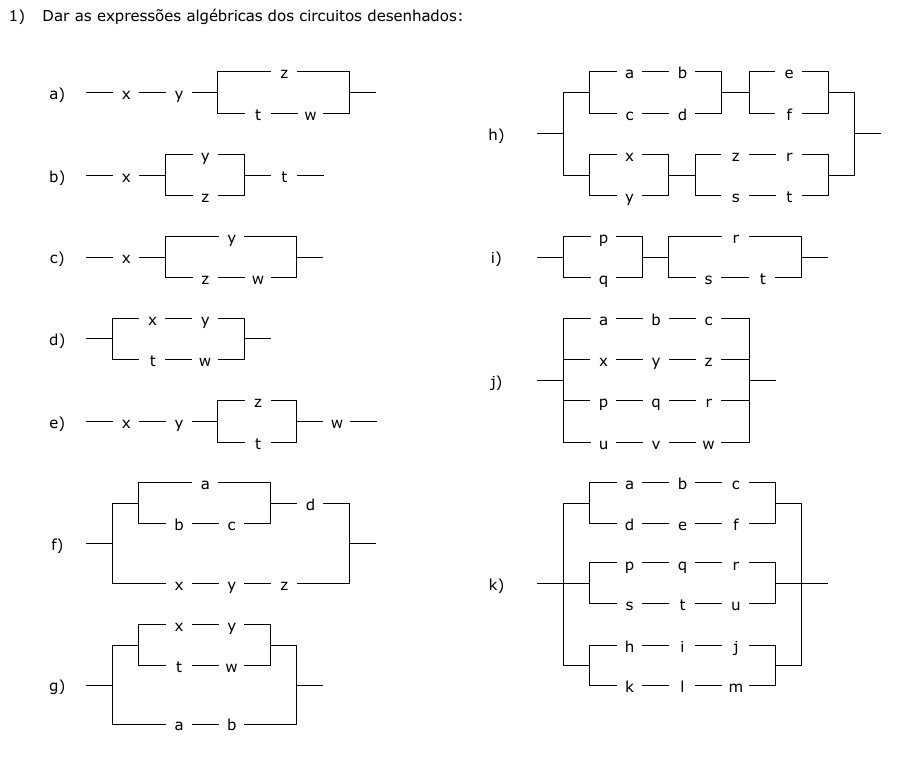 1) Dar as expressões algébricas dos circuitos desenhados:
z
a) x y
t w
y
b) x t
z
y
c) x
z w
x y
d)
t w
z
e) x y w
t
a
d
b c
f)
x y z
x y
t w
g)
a b
a b e
c d f
h)
x z r
y s t
p r
i)
q s t
a b c
x y z
j)
p q r
u v w
a b c
d e f
p q r
k)
s t u
h i j
k l m